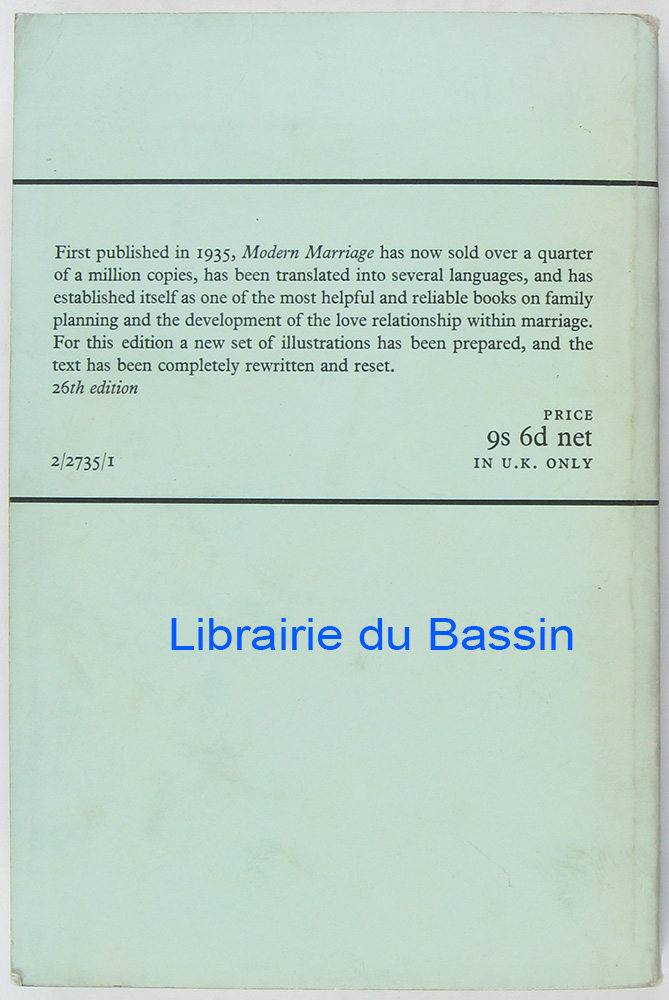 First published in 1935, Modern Marriage has now sold over a quarter
of a million copies, has been translated into several languages, and has
established itself as one of the most helpful and reliable books on family
planning and the development of the love relationship within marriage.
For this edition a new set of illustrations has been prepared, and the
text has been completely rewritten and reset.
26th edition
PRICE
9s 6d net
2/2735/1
IN U.K. ONLY
Librairie du Bassin